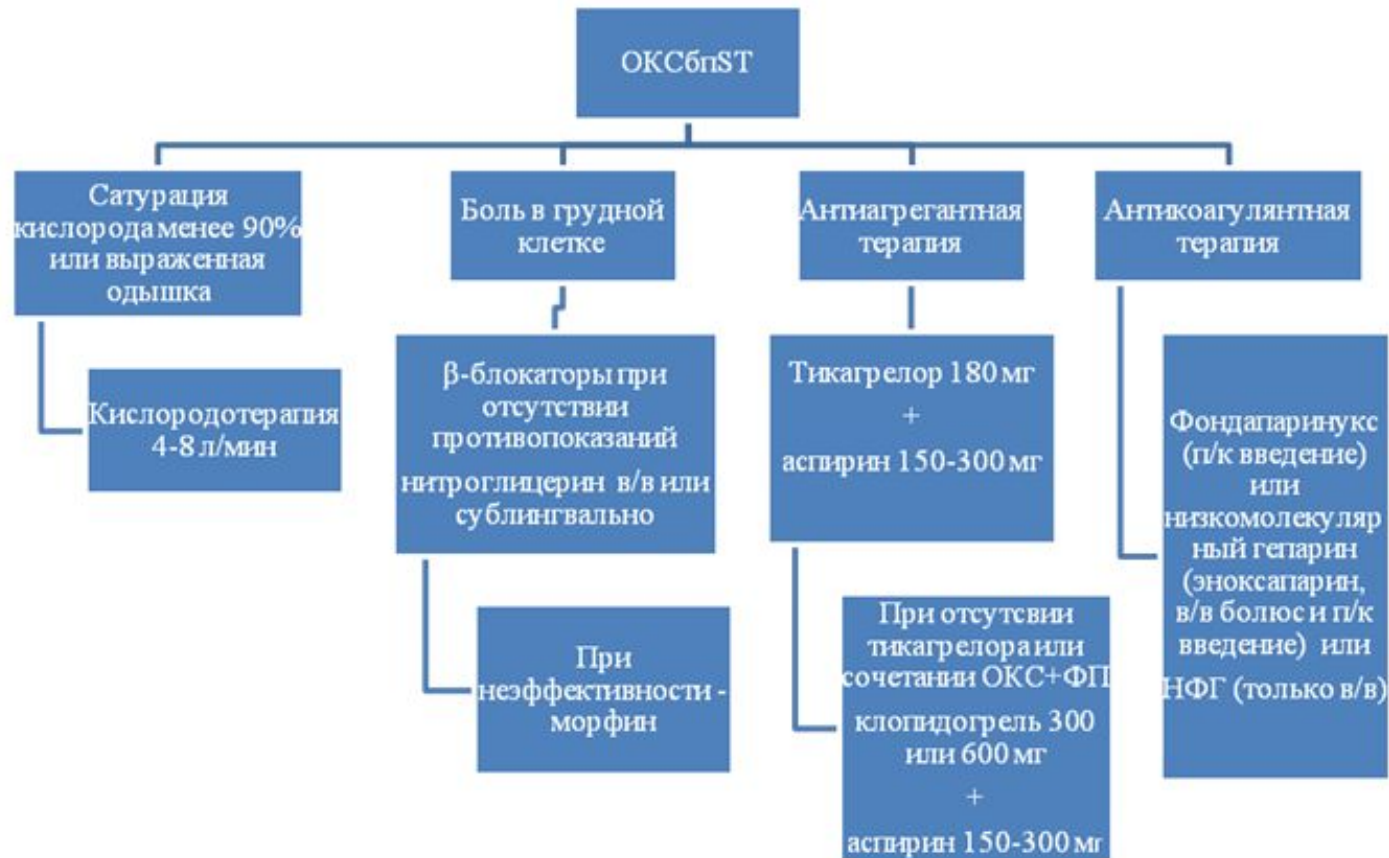 ОКСбпST
Сатурация
кислорода менее 90%
или выраженная
одышка
Кислородотерапия
4-8 л/мин
Боль в грудной
клетке
β-блокаторы при
отсутствии
противопоказаний
нитроглицерин в/в или
сублингвально
При
неэффективности -
морфин
Антиагрегантная
терапия
Тикагрелор 180 мг
+
аспирин 150-300 мг
При отсутсвии
тикагрелора или
сочетании ОКС+ФП
клопидогрель 300
или 600 мг
+
аспирин 150-300 мг
Антикоагулянтная
терапия
Фондапаринукс
(п/к введение)
или
низкомолекуляр
ный гепарин
(эноксапарин,
в/в болюс и п/к
введение) или
НФГ (только в/в)